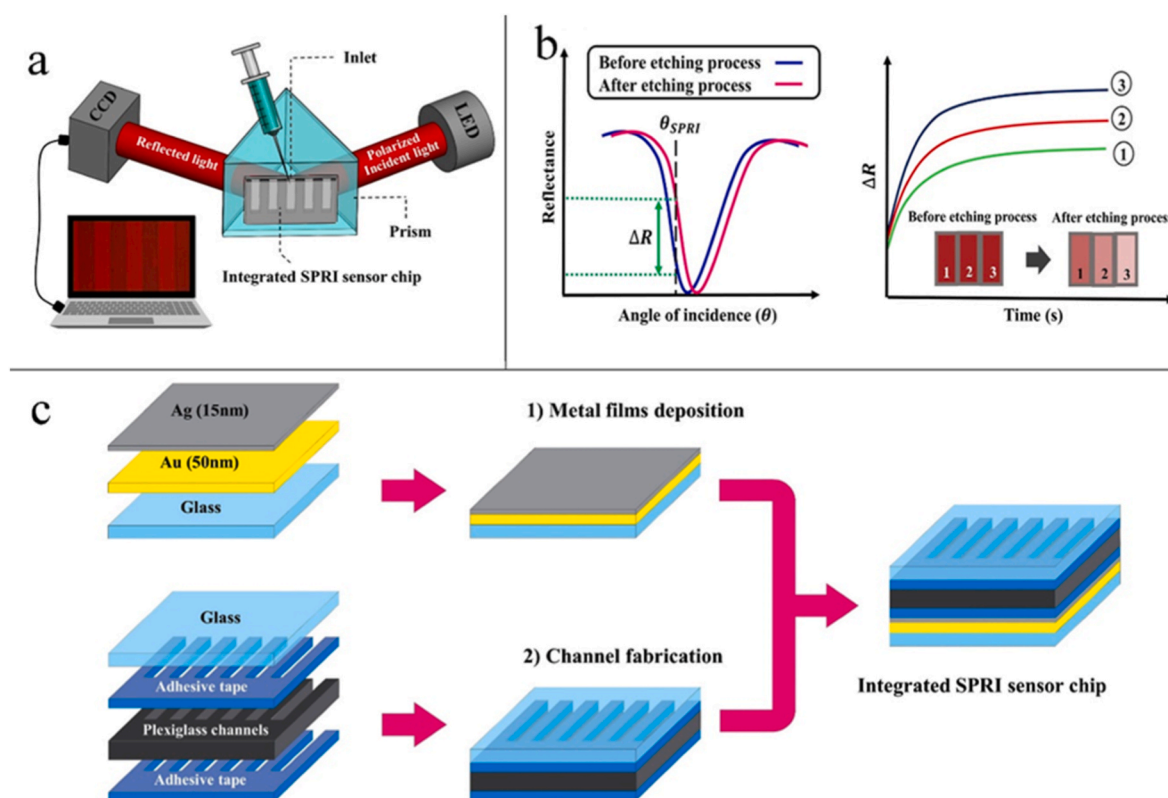 a
Inlet
CCD
LED
Reflected light
Polarized
Incident light
Prism
Integrated SPRI sensor chip
b
Before etching process
After etching process
θSPRI
Reflectance
ΔR
Angle of incidence (θ)
ΔR
3
2
1
Before etching process
After etching process
1 2 3
1 2 3
Time (s)
c
Ag (15nm)
Au (50nm)
Glass
1) Metal films deposition
Glass
Adhesive tape
Plexiglass channels
Adhesive tape
2) Channel fabrication
Integrated SPRI sensor chip